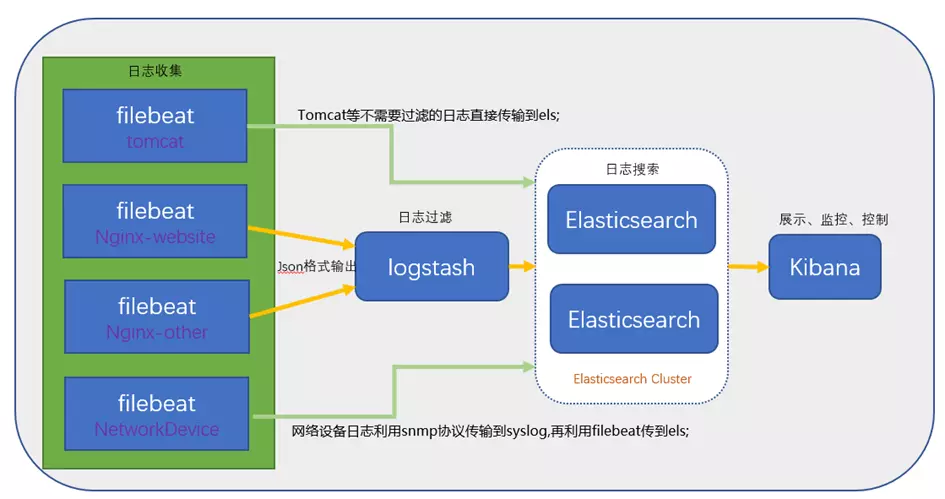 日志收集
filebeat
tomcat
Tomcat等不需要过滤的日志直接传输到els;
filebeat
Nginx-website
Json格式输出
filebeat
Nginx-other
filebeat
NetworkDevice
网络设备日志利用snmp协议传输到syslog,再利用filebeat传到els;
日志过滤
logstash
日志搜索
Elasticsearch
Elasticsearch
Elasticsearch Cluster
展示、监控、控制
Kibana